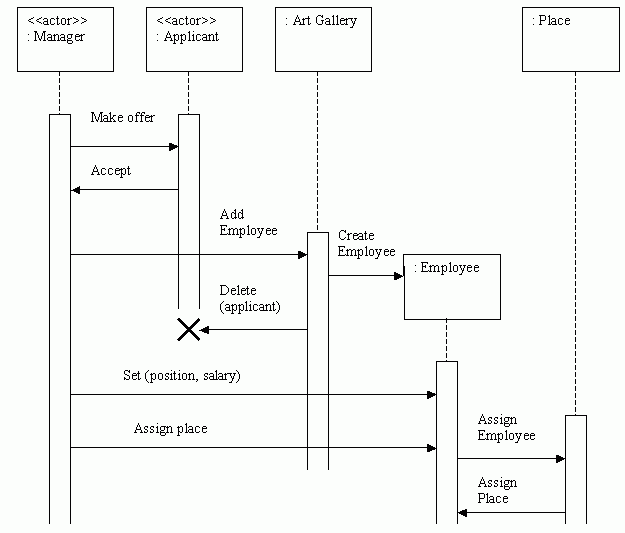 <<actor>>
: Manager
<<actor>>
: Applicant
: Art Gallery
: Place
Make offer
Accept
Add
Employee
Create
Employee
: Employee
Delete
(applicant)
Set (position, salary)
Assign place
Assign
Employee
Assign
Place